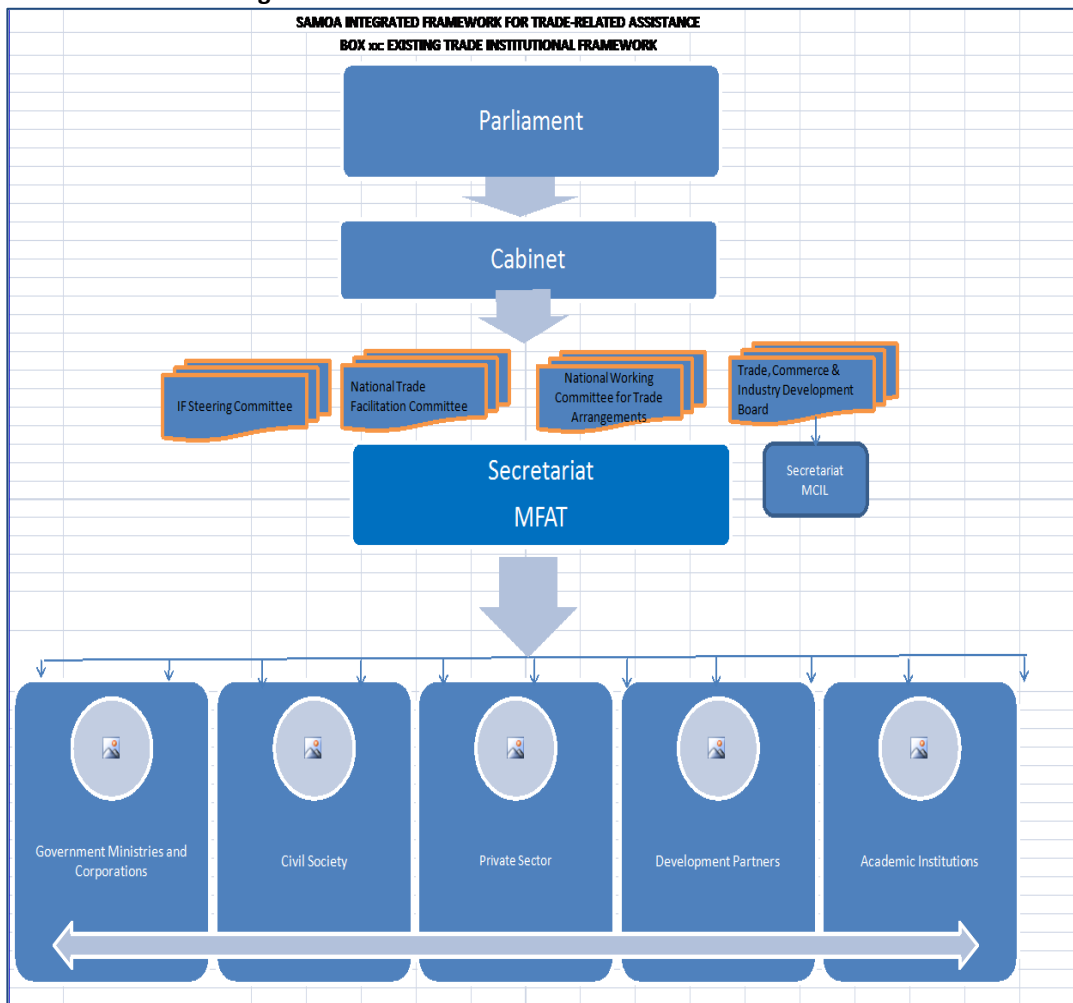 SAMOA INTEGRATED FRAMEWORK FOR TRADE-RELATED ASSISTANCE
BOX xx: EXISTING TRADE INSTITUTIONAL FRAMEWORK
Parliament
Cabinet
IF Steering Committee
National Trade
Facilitation Committee
National Working
Committee for Trade
Arrangements
Trade, Commerce &
Industry Development
Board
Secretariat
MFAT
Secretariat
MCIL
Government Ministries and
Corporations
Civil Society
Private Sector
Development Partners
Academic Institutions